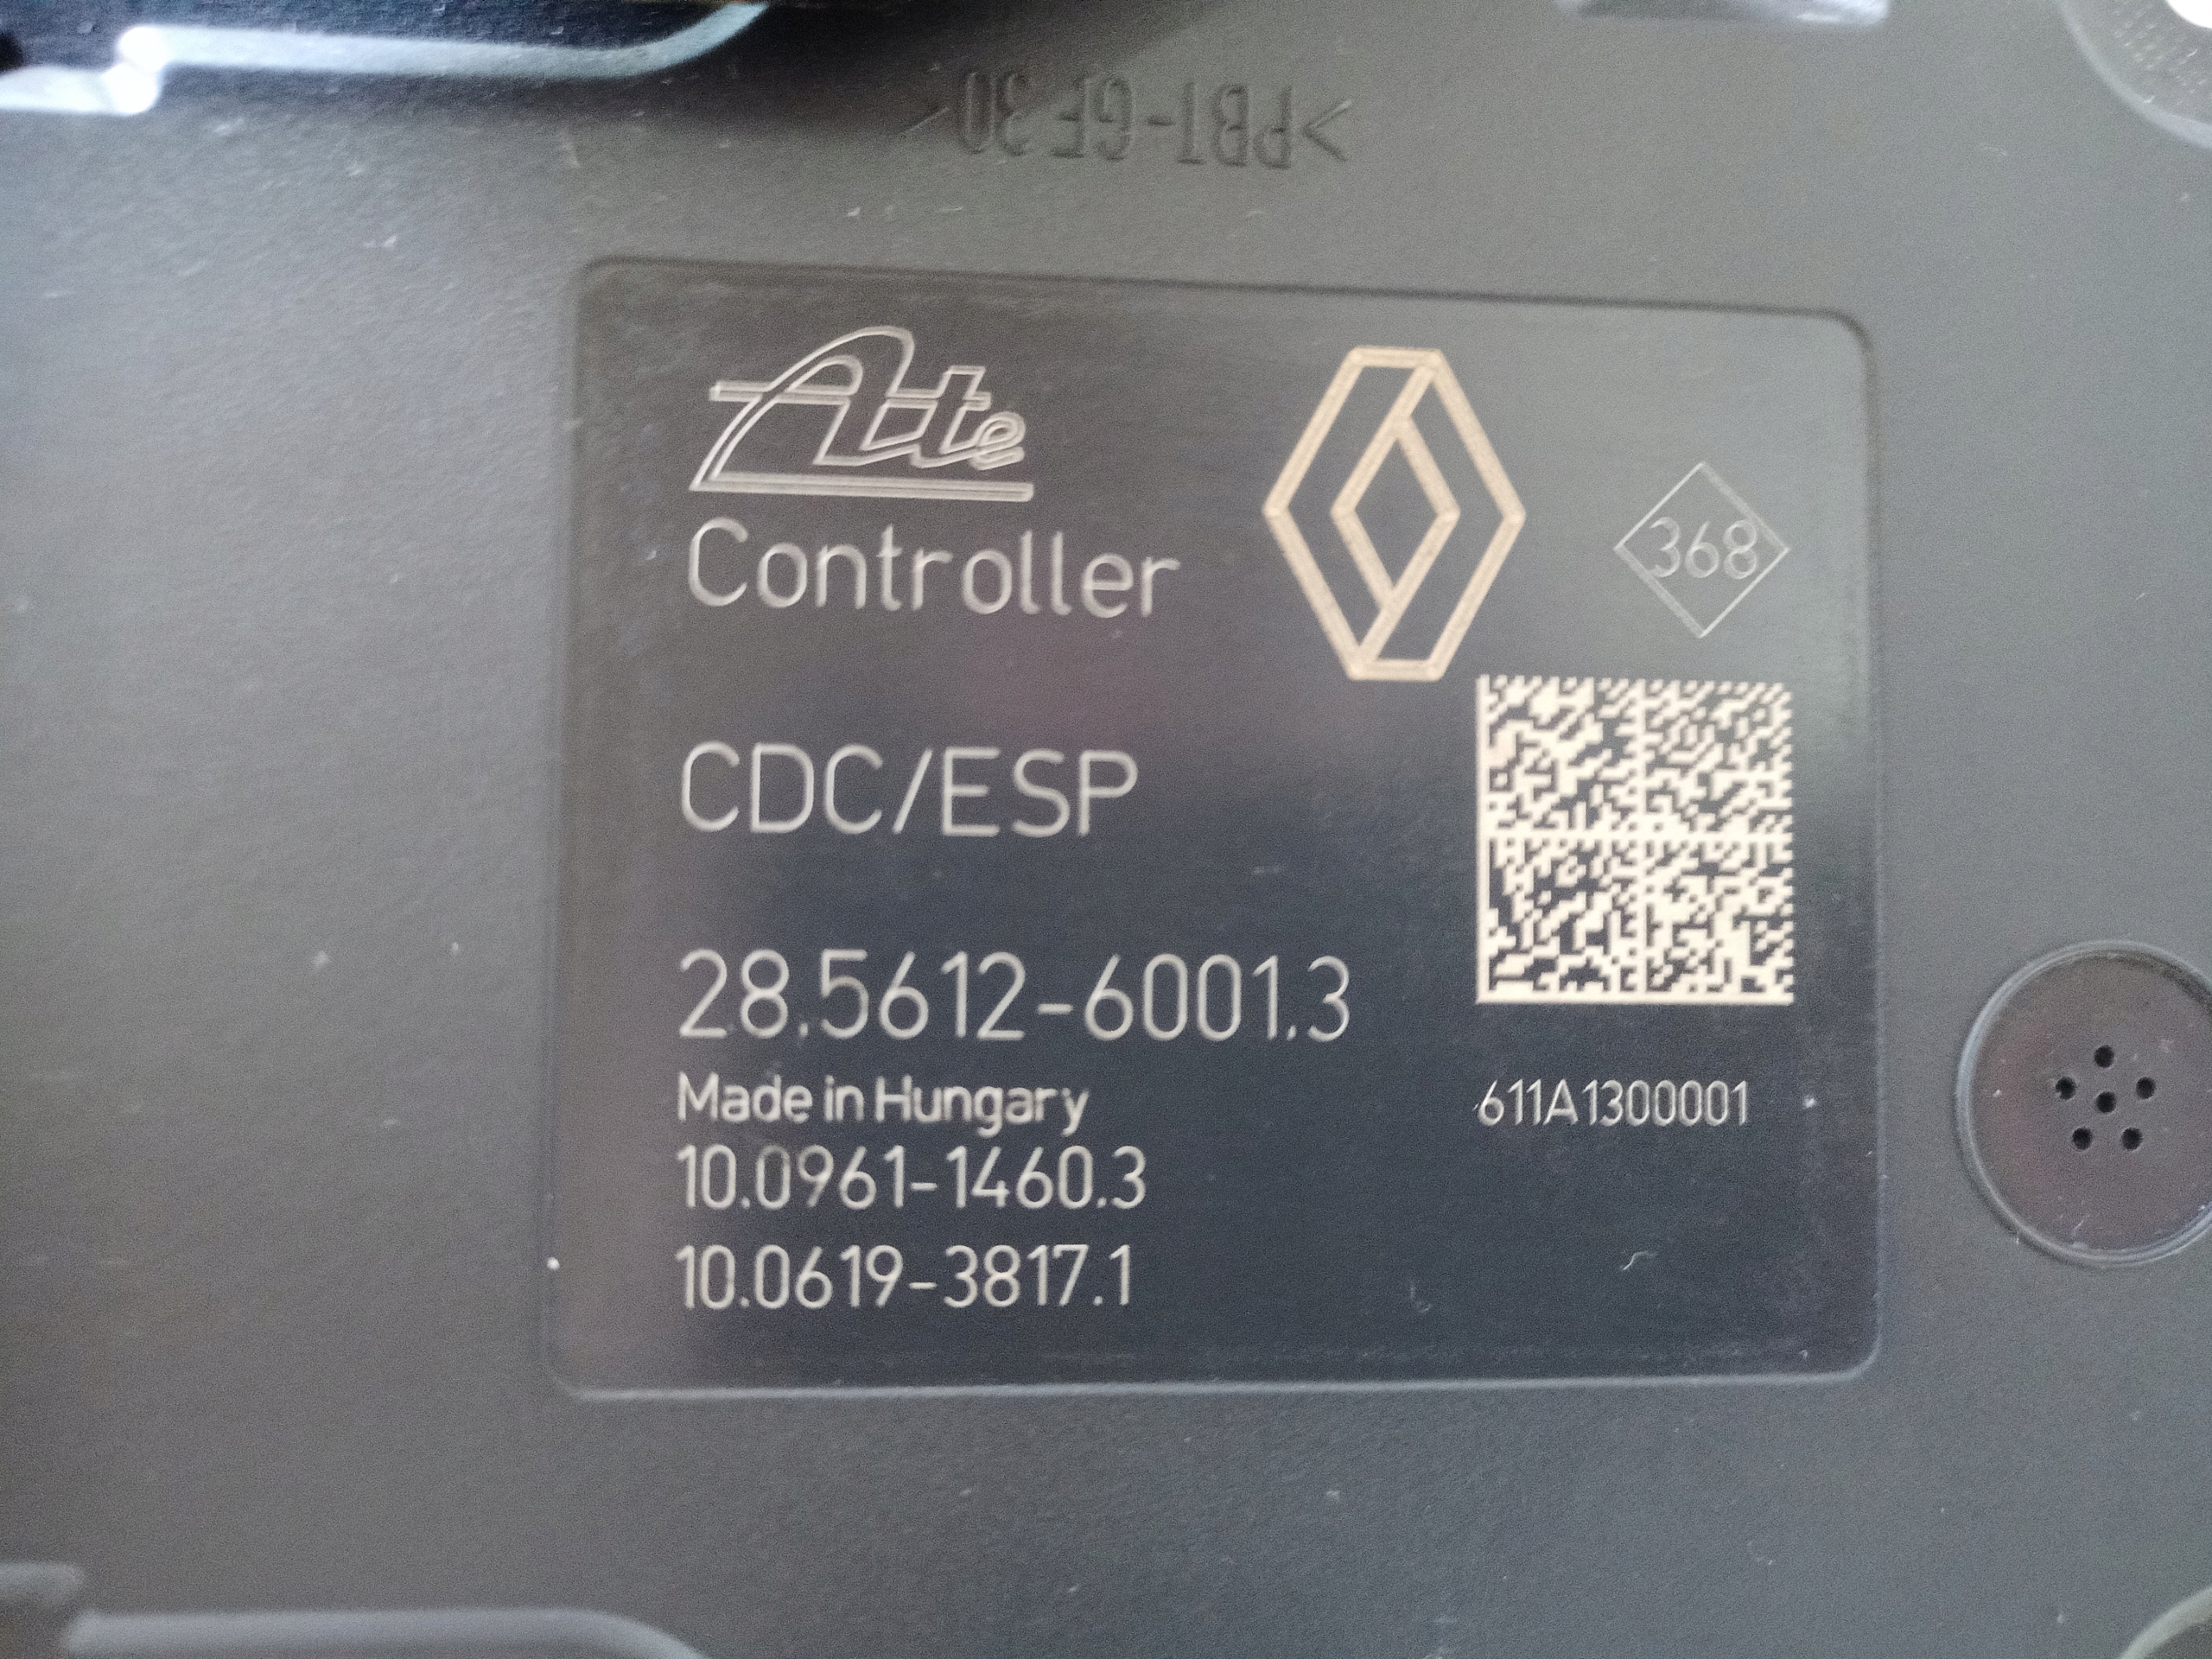 >PBT-GF30<
Ate
Controller
368
CDC/ESP
28.5612-6001.3
Made in Hungary
611A1300001
10.0961-1460.3
10.0619-3817.1